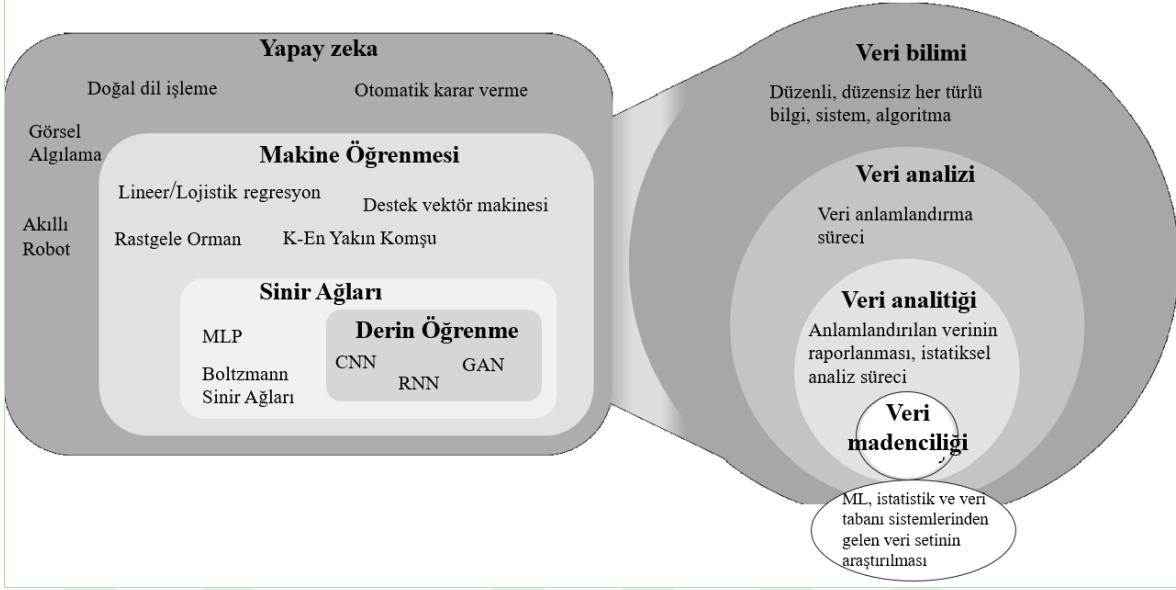 Yapay zeka
Doğal dil işleme
Otomatik karar verme
Görsel
Algılama
Akıllı
Robot
Makine Öğrenmesi
Lineer/Lojistik regresyon
Destek vektör makinesi
Rastgele Orman
K-En Yakın Komşu
Sinir Ağları
MLP
Boltzmann
Sinir Ağları
Derin Öğrenme
CNN
RNN
GAN
Veri bilimi
Düzenli, düzensiz her türlü
bilgi, sistem, algoritma
Veri analizi
Veri anlamlandırma
süreci
Veri analitiği
Anlamlandırılan verinin
raporlanması, istatiksel
analiz süreci
Veri
madenciliği
ML, istatistik ve veri
tabanı sistemlerinden
gelen veri setinin
araştırılması